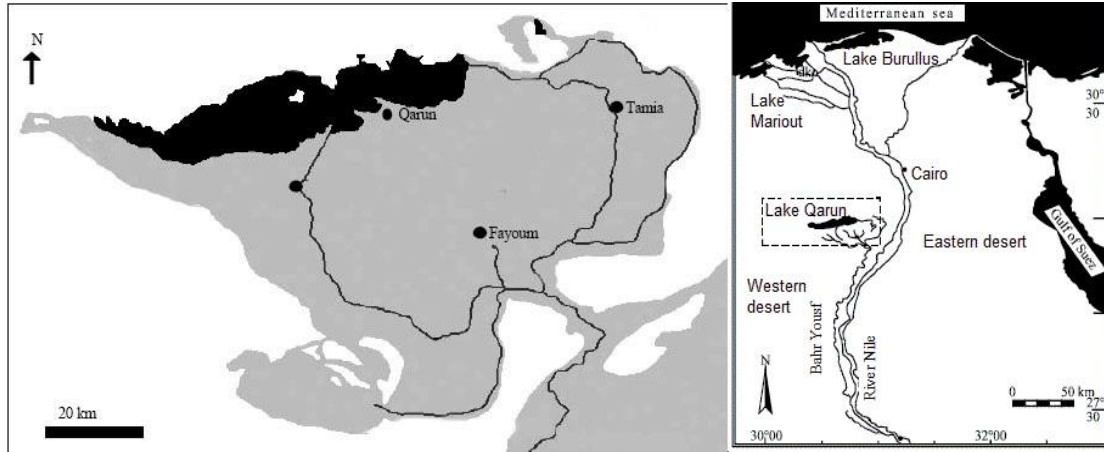 N
Qarun
Tamia
Fayoum
20 km
Mediterranean sea
Lake Burullus
Lake
Mariout
30°
30
Cairo
Lake Qarun
Eastern desert
Gulf of Suez
Western
desert
Bahr Yousf
River Nile
N
0 50 km
27°
30
30°00
32°00